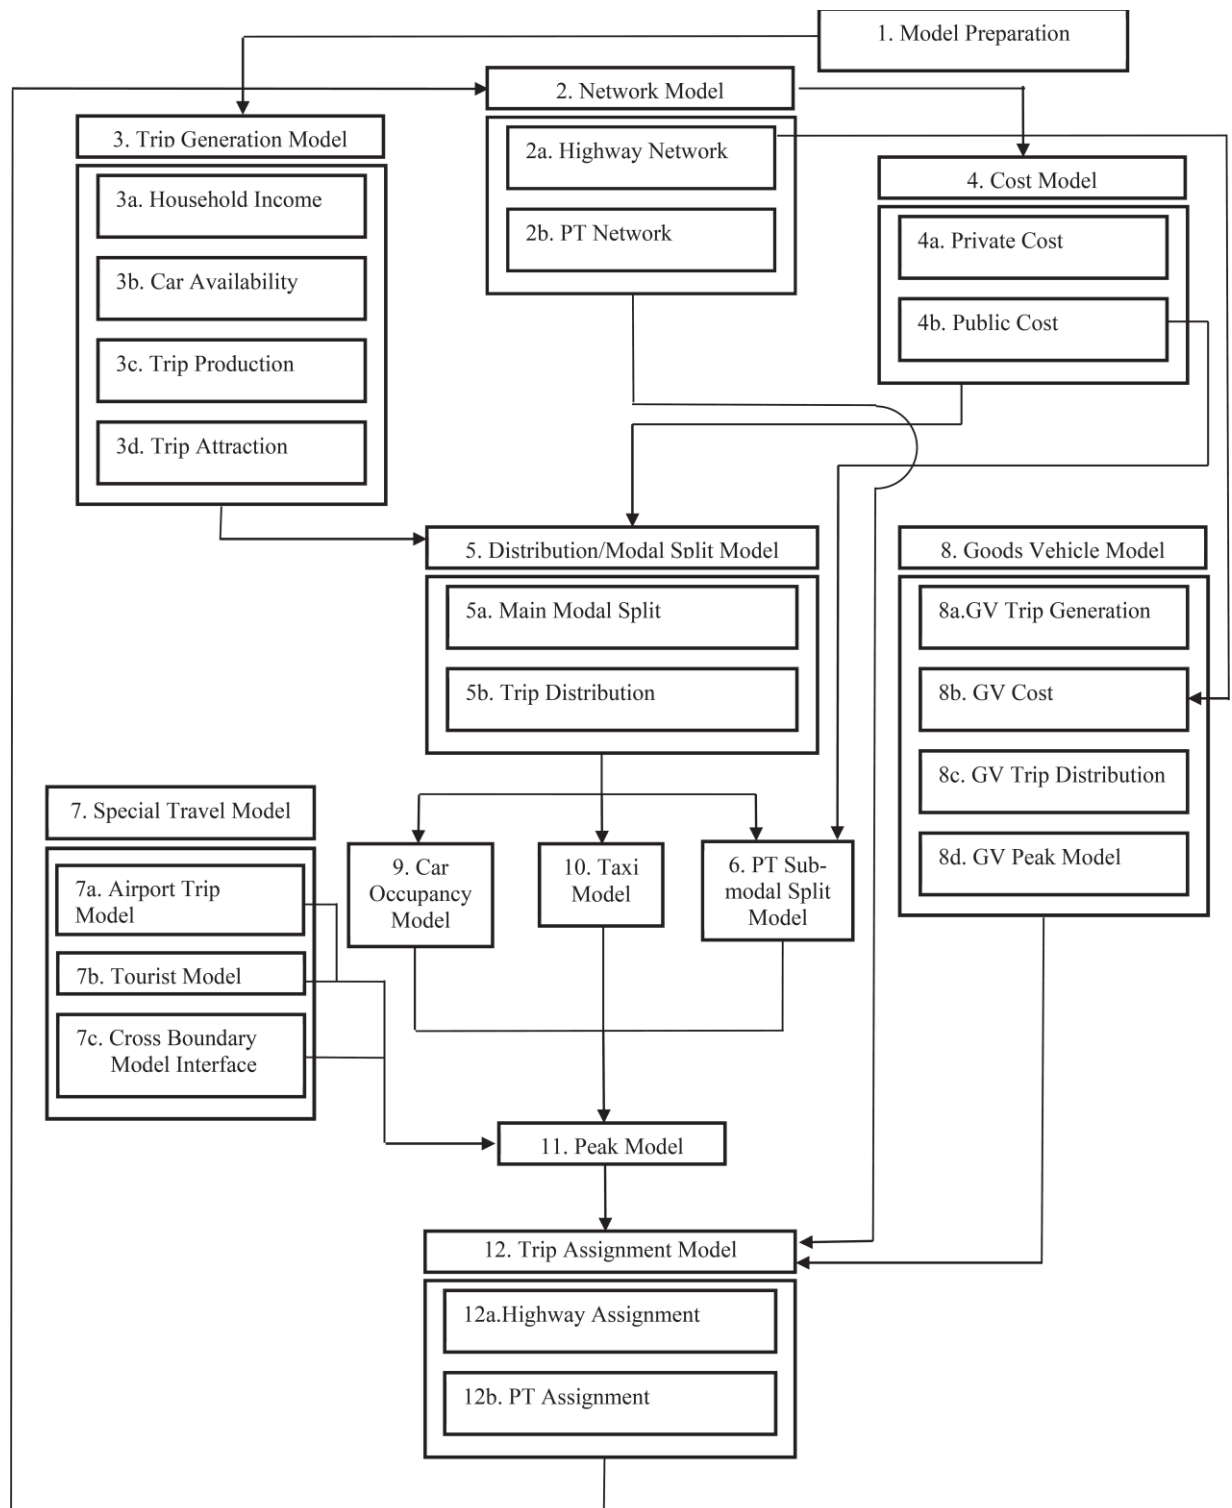 1. Model Preparation
2. Network Model
3. Trip Generation Model
2a. Highway Network
4. Cost Model
3a. Household Income
2b. PT Network
4a. Private Cost
3b. Car Availability
4b. Public Cost
3c. Trip Production
3d. Trip Attraction
5. Distribution/Modal Split Model
8. Goods Vehicle Model
5a. Main Modal Split
8a.GV Trip Generation
5b. Trip Distribution
8b. GV Cost
8c. GV Trip Distribution
7. Special Travel Model
8d. GV Peak Model
9. Car
Occupancy
Model
10. Taxi
Model
6. PT Sub-
modal Split
Model
7a. Airport Trip
Model
7b. Tourist Model
7c. Cross Boundary
Model Interface
11. Peak Model
12. Trip Assignment Model
12a.Highway Assignment
12b. PT Assignment